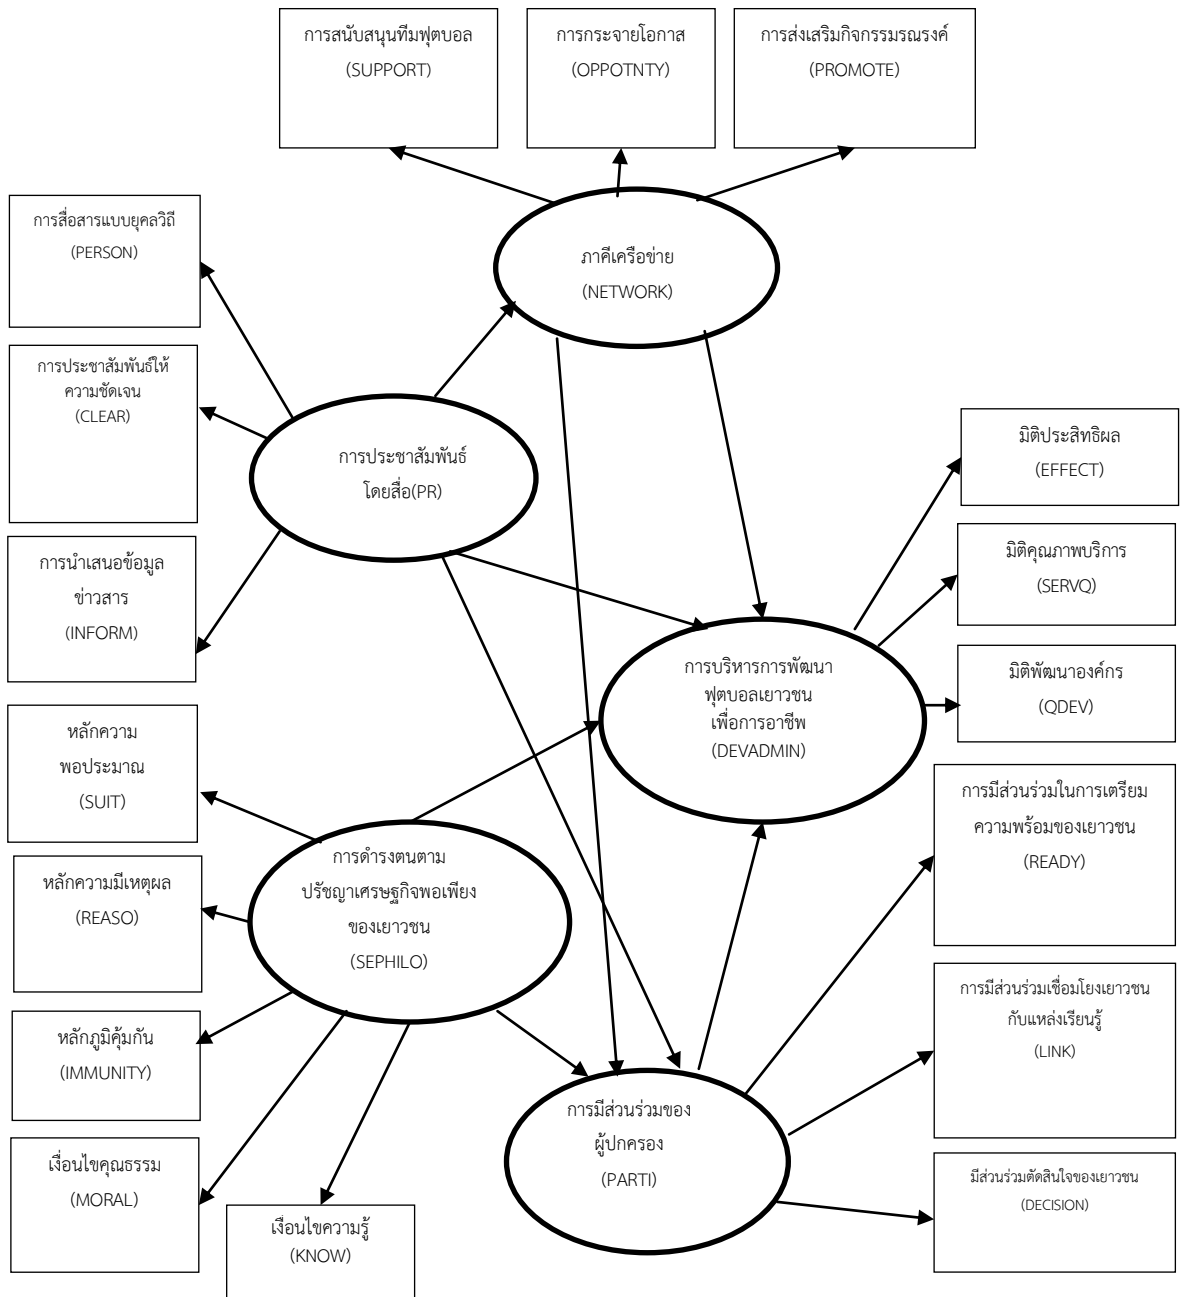 การสนับสนุนทีมฟุตบอล
(SUPPORT)
การกระจายโอกาส
(OPPOTNTY)
การส่งเสริมกิจกรรมรณรงค์
(PROMOTE)
การสื่อสารแบบยุคลวิถี
(PERSON)
ภาคีเครือข่าย
(NETWORK)
การประชาสัมพันธ์ให้
ความชัดเจน
(CLEAR)
การประชาสัมพันธ์
โดยสื่อ(PR)
มิติประสิทธิผล
(EFFECT)
มิติคุณภาพบริการ
(SERVQ)
การนำเสนอข้อมูล
ข่าวสาร
(INFORM)
การบริหารการพัฒนา
ฟุตบอลเยาวชน
เพื่อการอาชีพ
(DEVADMIN)
มิติพัฒนาองค์กร
(QDEV)
หลักความ
พอประมาณ
(SUIT)
การมีส่วนร่วมในการเตรียม
ความพร้อมของเยาวชน
(READY)
การดำรงตนตาม
ปรัชญาเศรษฐกิจพอเพียง
ของเยาวชน
(SEPHILO)
หลักความมีเหตุผล
(REASO)
การมีส่วนร่วมเชื่อมโยงเยาวชน
กับแหล่งเรียนรู้
(LINK)
หลักภูมิคุ้มกัน
(IMMUNITY)
การมีส่วนร่วมของ
ผู้ปกครอง
(PARTI)
เงื่อนไขคุณธรรม
(MORAL)
มีส่วนร่วมตัดสินใจของเยาวชน
(DECISION)
เงื่อนไขความรู้
(KNOW)